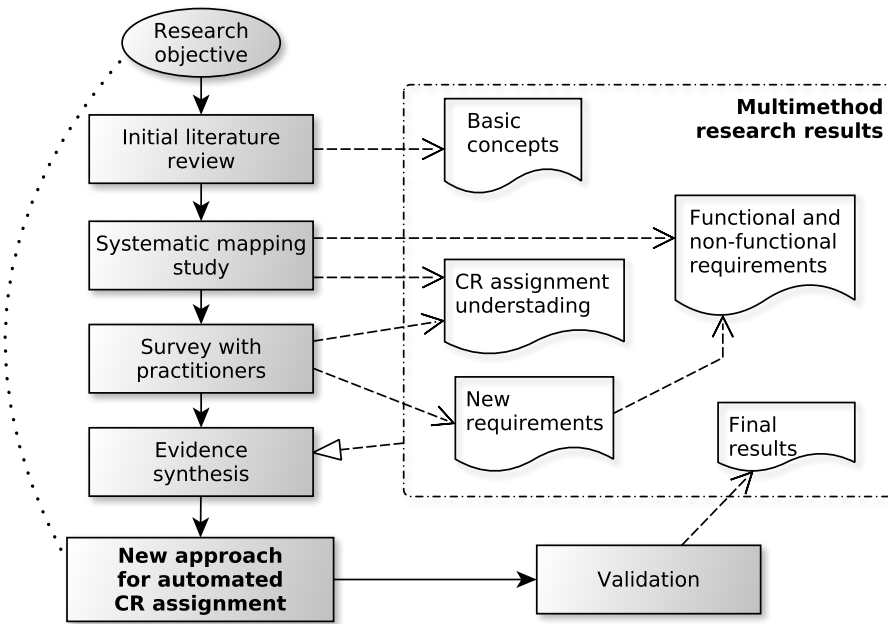 Research
objective
Initial literature
review
Systematic mapping
study
Survey with
practitioners
Evidence
synthesis
New approach
for automated
CR assignment
Validation
Multimethod
research results
Basic
concepts
Functional and
non-functional
requirements
CR assignment
understading
New
requirements
Final
results